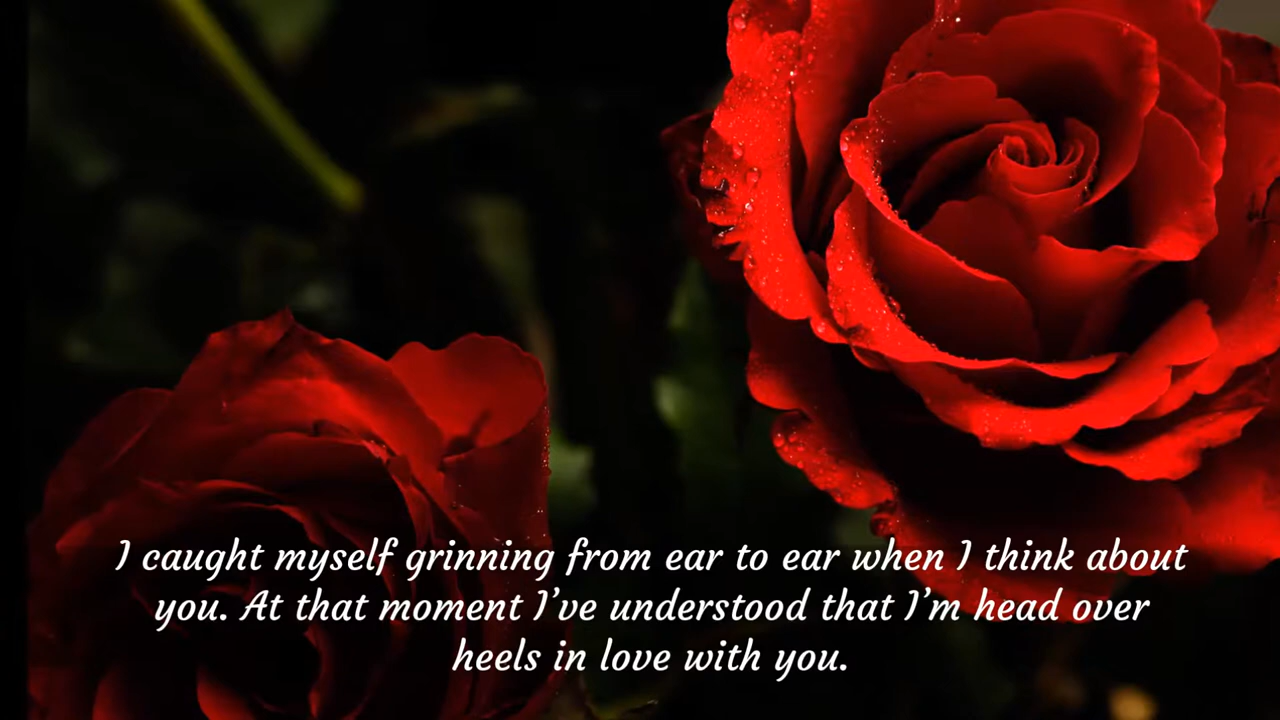 I caught myself grinning from ear to ear when I think about
you. At that moment I’ve understood that I’m head over
heels in love with you.